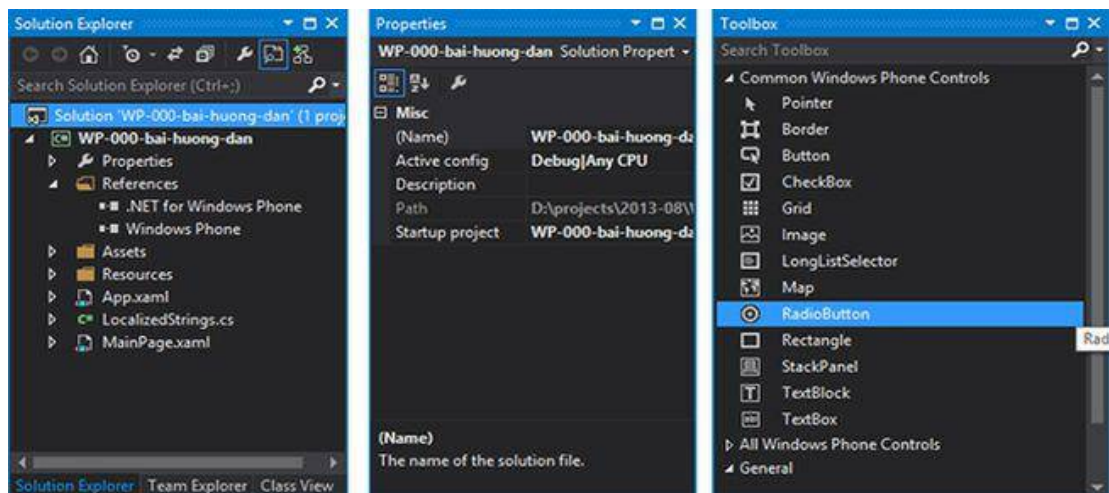 Solution Explorer
Search Solution Explorer (Ctrl+;)
Solution 'WP-000-bai-huong-dan' (1 proj
WP-000-bai-huong-dan
Properties
References
.NET for Windows Phone
Windows Phone
Assets
Resources
App.xaml
LocalizedStrings.cs
MainPage.xaml
Solution Explorer Team Explorer Class View
Properties
WP-000-bai-huong-dan Solution Propert
Misc
(Name) WP-000-bai-huong-da
Active config Debug|Any CPU
Description
Path D:\projects\2013-08\
Startup project WP-000-bai-huong-da
(Name)
The name of the solution file.
Toolbox
Search Toolbox
Common Windows Phone Controls
Pointer
Border
Button
CheckBox
Grid
Image
LongListSelector
Map
RadioButton
Rad
Rectangle
StackPanel
TextBlock
TextBox
All Windows Phone Controls
General